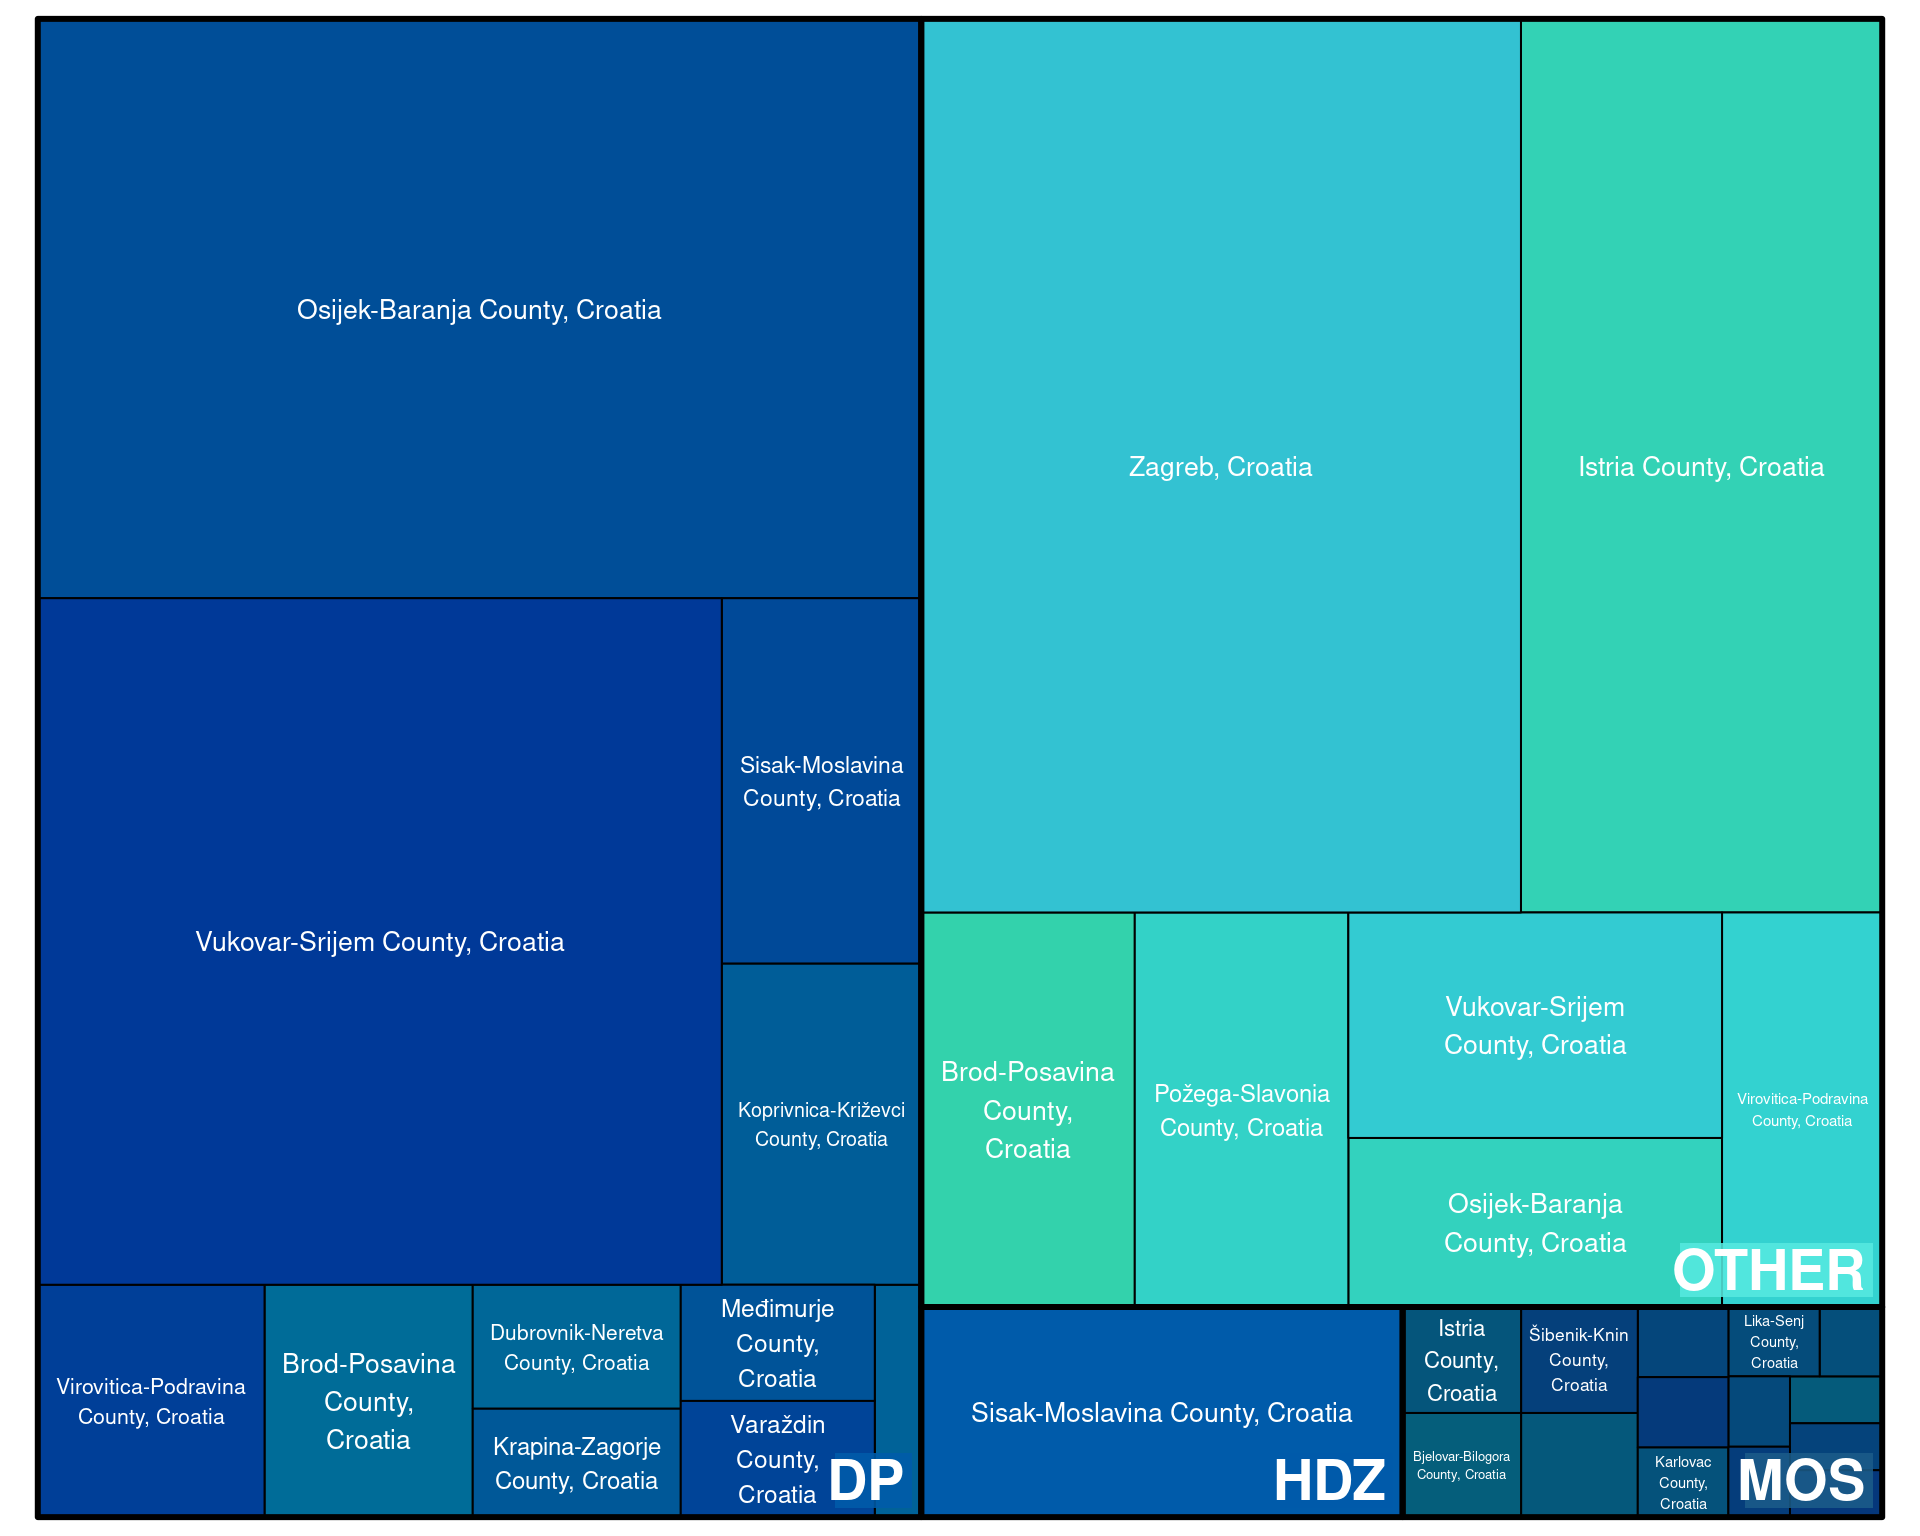 Osijek-Baranja County, Croatia
Vukovar-Srijem County, Croatia
Sisak-Moslavina
County, Croatia
Koprivnica-Križevci
County, Croatia
Virovitica-Podravina
County, Croatia
Brod-Posavina
County,
Croatia
Dubrovnik-Neretva
County, Croatia
Krapina-Zagorje
County, Croatia
Međimurje
County,
Croatia
Varaždin
County,
Croatia
DP
Zagreb, Croatia
Istria County, Croatia
Brod-Posavina
County,
Croatia
Požega-Slavonia
County, Croatia
Vukovar-Srijem
County, Croatia
Osijek-Baranja
County, Croatia
Virovitica-Podravina
County, Croatia
OTHER
Sisak-Moslavina County, Croatia
HDZ
Istria
County,
Croatia
Bjelovar-Bilogora
County, Croatia
Šibenik-Knin
County,
Croatia
Karlovac
County,
Croatia
Lika-Senj
County,
Croatia
MOS